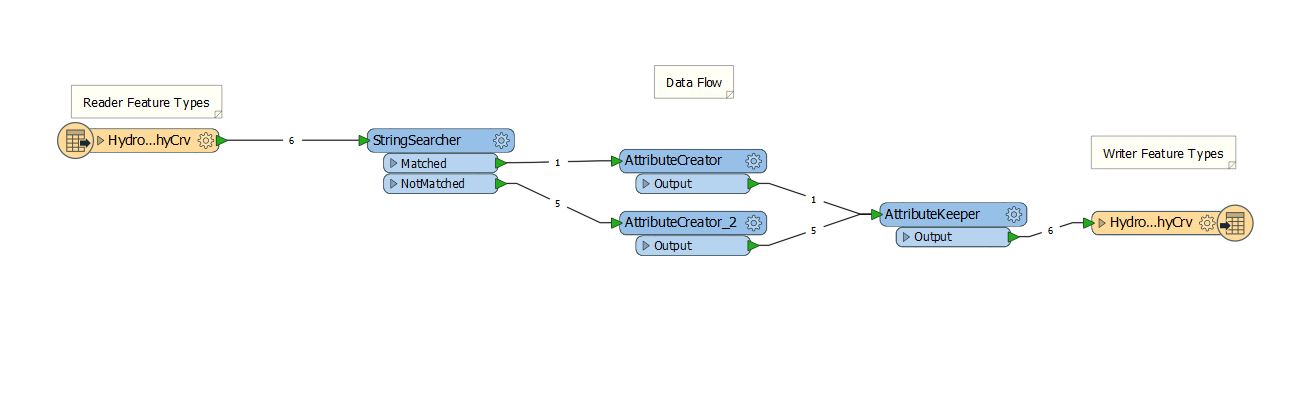 Data Flow
Reader Feature Types
Hydro...hyCrv
6
StringSearcher
Matched
1
NotMatched
5
AttributeCreator
Output
1
AttributeCreator_2
Output
5
AttributeKeeper
Output
6
Writer Feature Types
Hydro...hyCrv